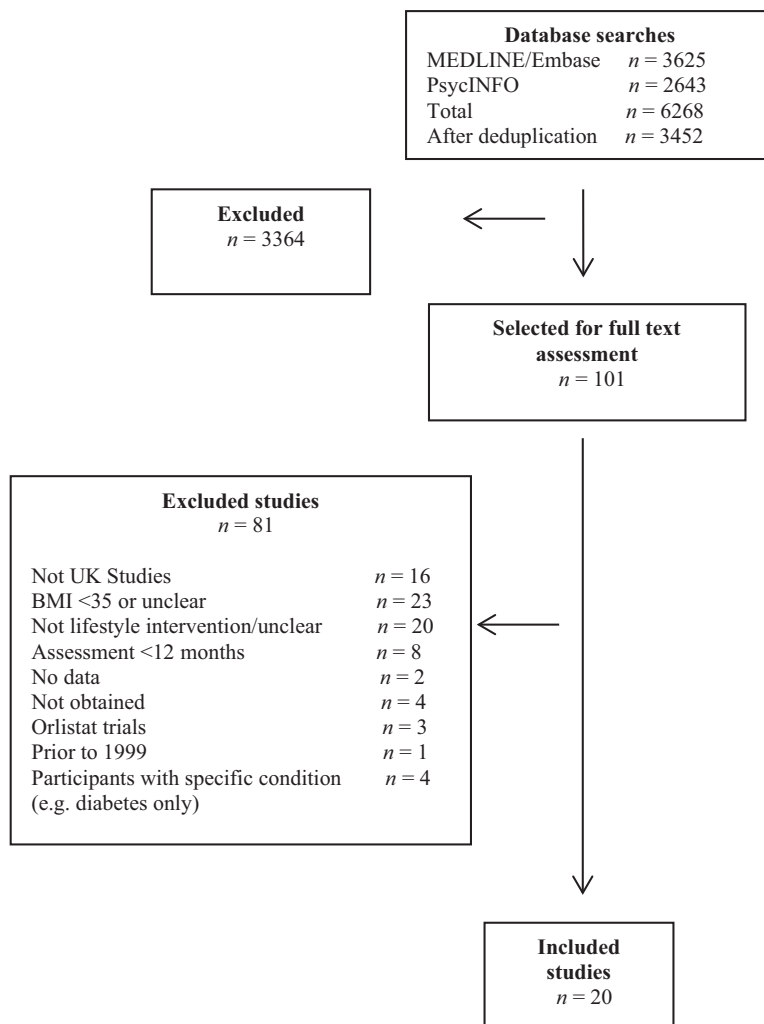 Database searches
MEDLINE/Embase n = 3625
PsycINFO n = 2643
Total n = 6268
After deduplication n = 3452
Excluded
n = 3364
Selected for full text
assessment
n = 101
Excluded studies
n = 81
Not UK Studies n = 16
BMI <35 or unclear n = 23
Not lifestyle intervention/unclear n = 20
Assessment <12 months n = 8
No data n = 2
Not obtained n = 4
Orlistat trials n = 3
Prior to 1999 n = 1
Participants with specific condition n = 4
(e.g. diabetes only)
Included
studies
n = 20